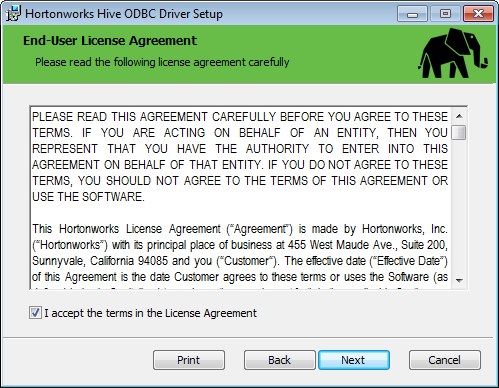 Hortonworks Hive ODBC Driver Setup
End-User License Agreement
Please read the following license agreement carefully
PLEASE READ THIS AGREEMENT CAREFULLY BEFORE YOU AGREE TO THESE
TERMS. IF YOU ARE ACTING ON BEHALF OF AN ENTITY, THEN YOU
REPRESENT THAT YOU HAVE THE AUTHORITY TO ENTER INTO THIS
AGREEMENT ON BEHALF OF THAT ENTITY. IF YOU DO NOT AGREE TO THESE
TERMS, YOU SHOULD NOT AGREE TO THE TERMS OF THIS AGREEMENT OR
USE THE SOFTWARE.
This Hortonworks License Agreement (“Agreement”) is made by Hortonworks, Inc.
(“Hortonworks”) with its principal place of business at 455 West Maude Ave., Suite 200,
Sunnyvale, California 94085 and you (“Customer”). The effective date (“Effective Date”)
of this Agreement is the date Customer agrees to these terms or uses the Software (as
I accept the terms in the License Agreement
Print
Back
Next
Cancel